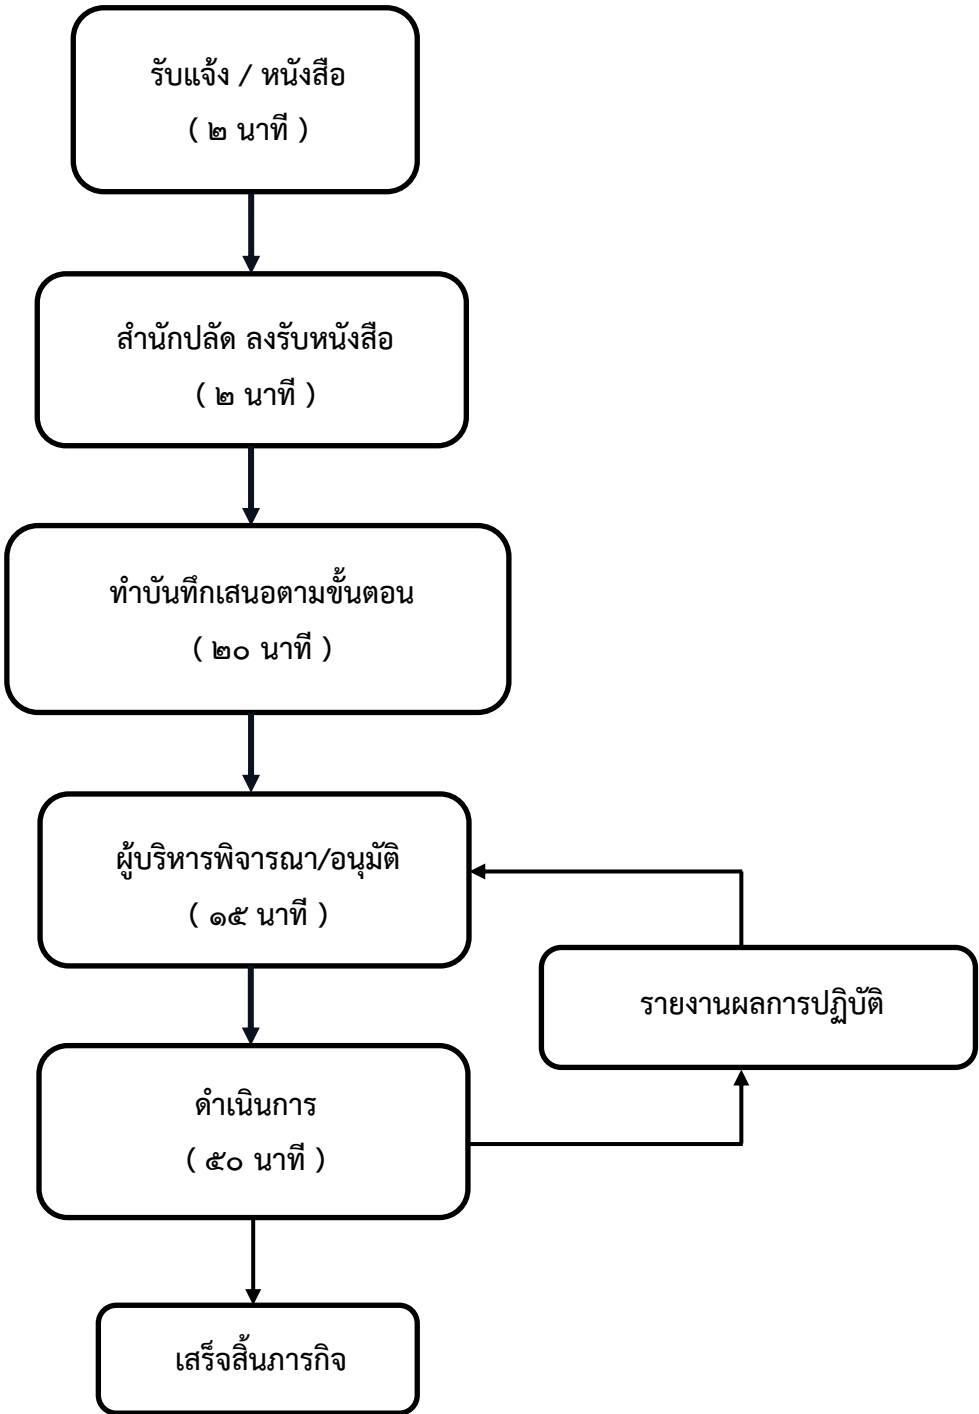 รับแจ้ง / หนังสือ
( ๒ นาที )
สำนักปลัด ลงรับหนังสือ
( ๒ นาที )
ทำบันทึกเสนอตามขั้นตอน
( ๒๐ นาที )
ผู้บริหารพิจารณา/อนุมัติ
( ๑๕ นาที )
รายงานผลการปฏิบัติ
ดำเนินการ
( ๕๐ นาที )
เสร็จสิ้นภารกิจ